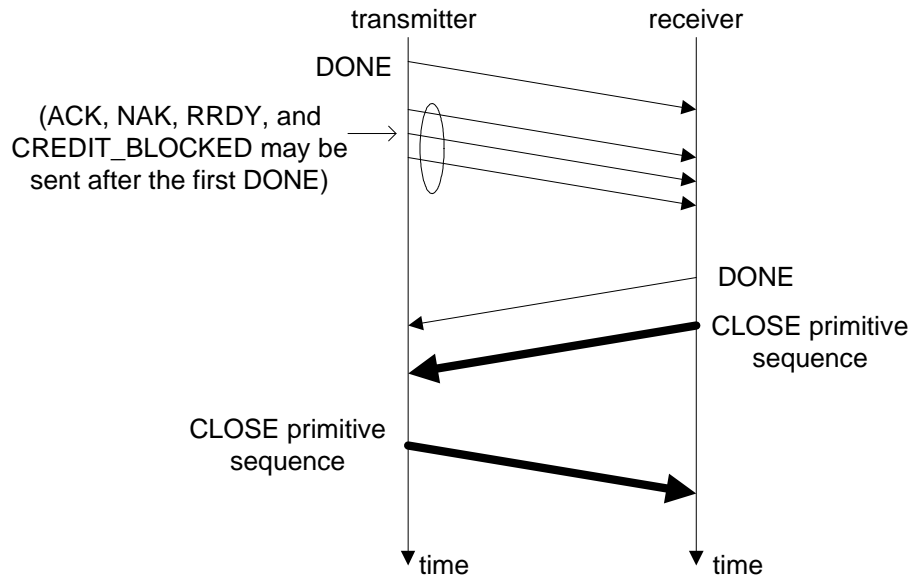 transmitter
receiver
DONE
(ACK, NAK, RRDY, and
CREDIT_BLOCKED may be
sent after the first DONE)
DONE
CLOSE primitive
sequence
CLOSE primitive
sequence
time
time